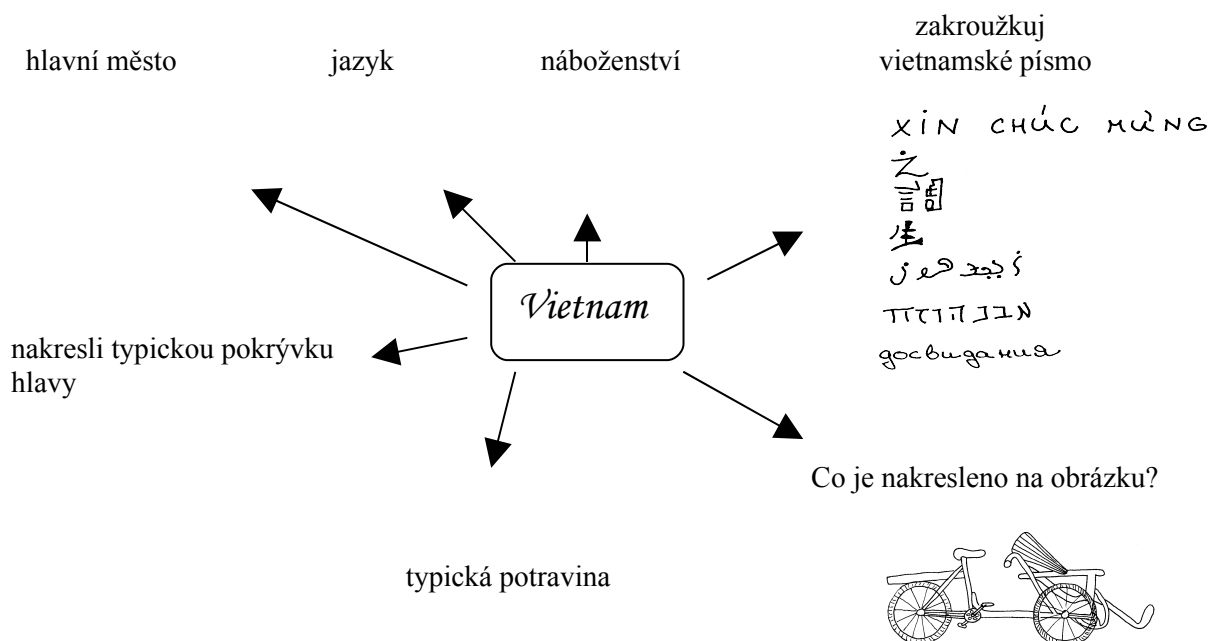 hlavní město
jazyk
náboženství
zakroužkuj
vietnamské písmo
XIN CHÚC MỪNG
生
досвидания
Vietnam
nakresli typickou pokrývku
hlavy
Co je nakresleno na obrázku?
typická potravina